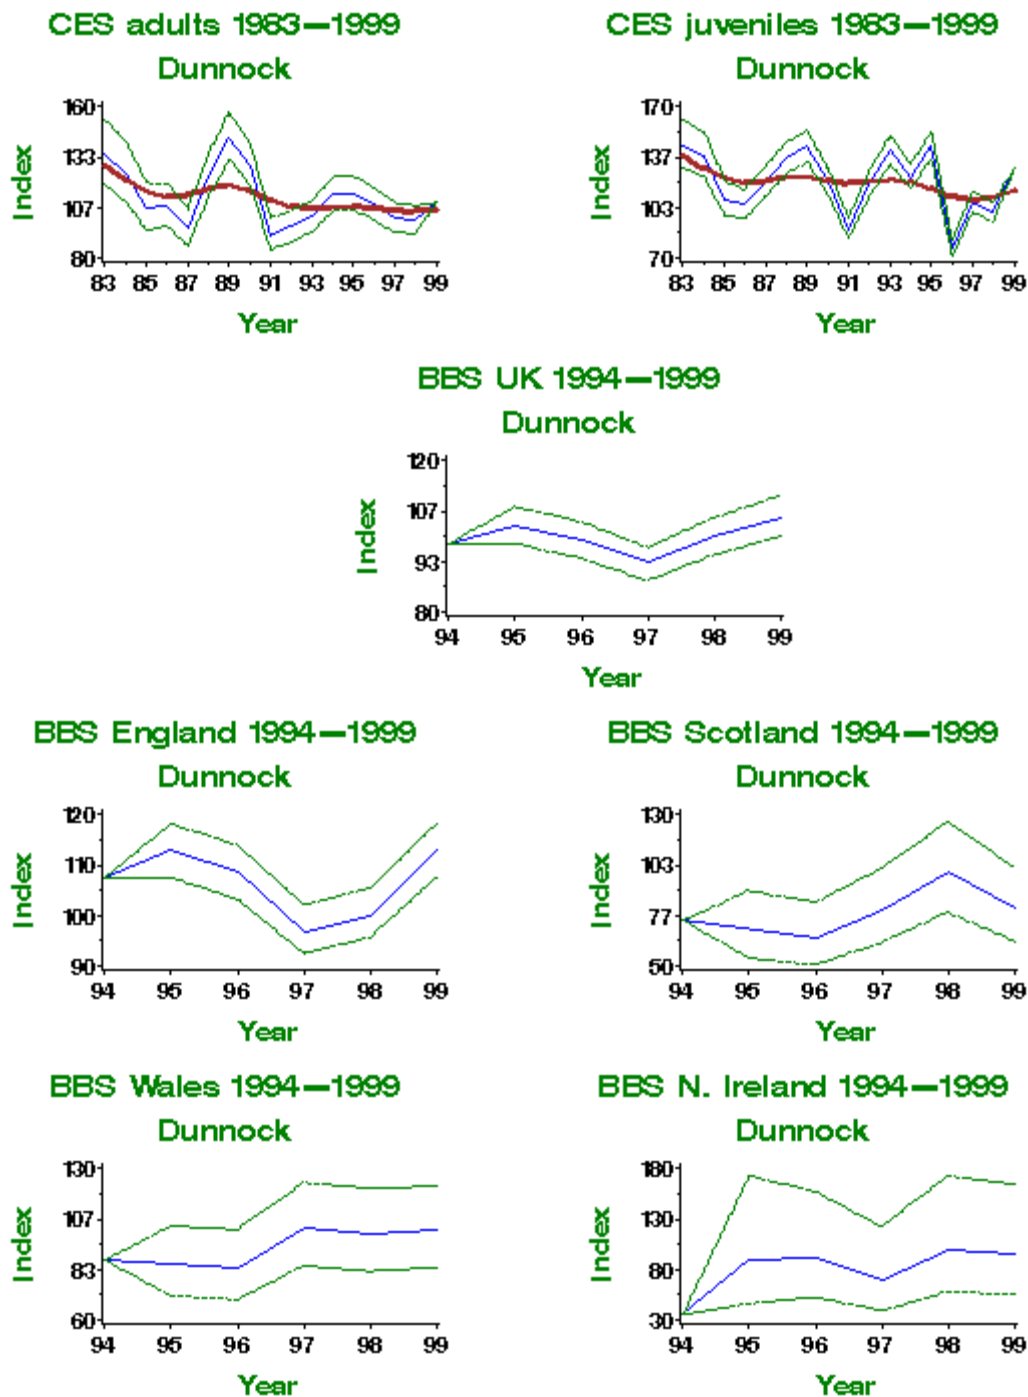 CES adults 1983—1999
Dunnock
Index
160
133
107
80
83 85 87 89 91 93 95 97 99
Year
CES juveniles 1983—1999
Dunnock
Index
170
137
103
70
83 85 87 89 91 93 95 97 99
Year
BBS UK 1994—1999
Dunnock
Index
120
107
93
80
94 95 96 97 98 99
Year
BBS England 1994—1999
Dunnock
Index
120
110
100
90
94 95 96 97 98 99
Year
BBS Scotland 1994—1999
Dunnock
Index
130
103
77
50
94 95 96 97 98 99
Year
BBS Wales 1994—1999
Dunnock
Index
130
107
83
60
94 95 96 97 98 99
Year
BBS N. Ireland 1994—1999
Dunnock
Index
180
130
80
30
94 95 96 97 98 99
Year